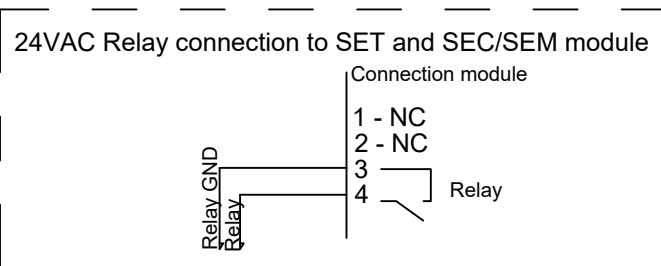 24VAC Relay connection to SET and SEC/SEM module
Connection module
1 - NC
2 - NC
3
4
Relay
Relay GND
Relay